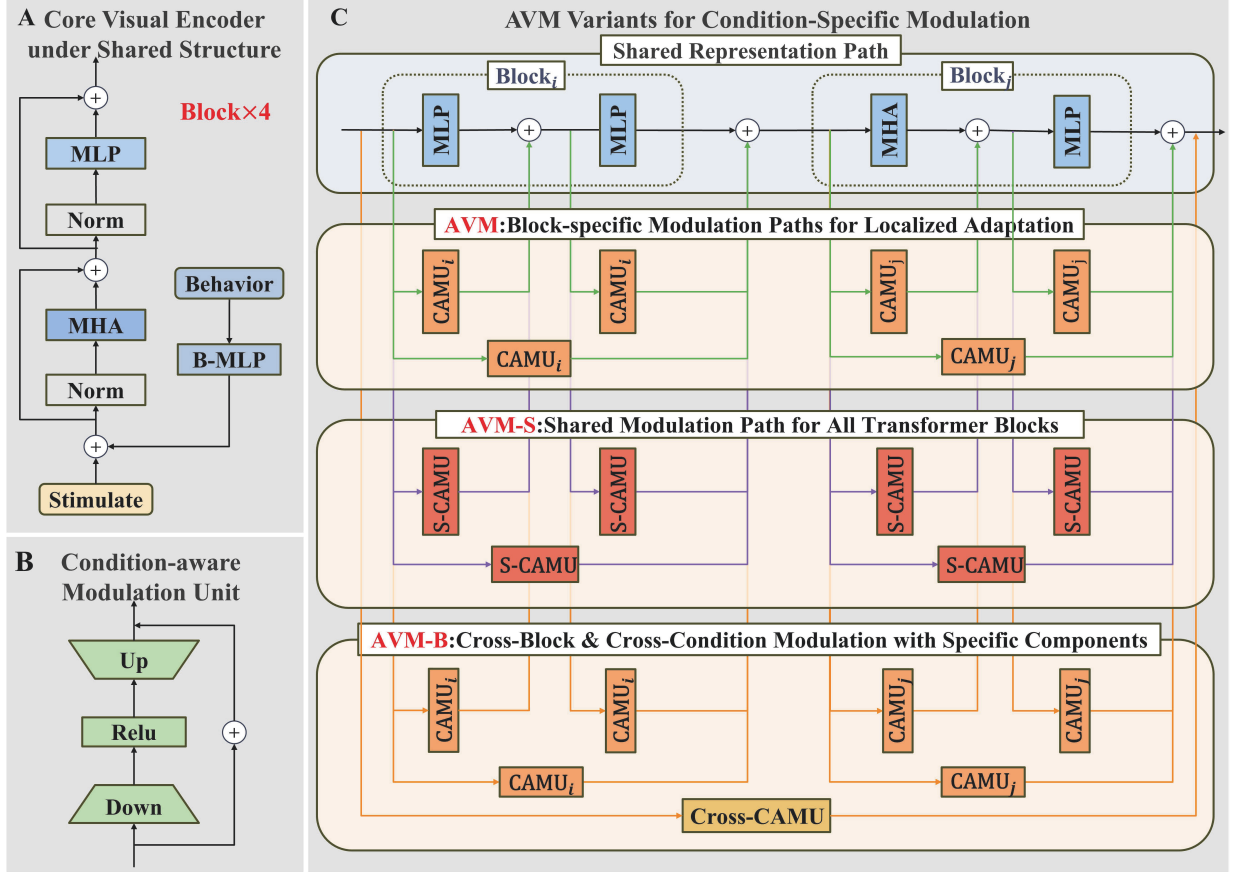 A
Core Visual Encoder
under Shared Structure
Block×4
MLP
Norm
MHA
Norm
Behavior
B-MLP
Stimulate
B
Condition-aware
Modulation Unit
Up
Relu
Down
C
AVM Variants for Condition-Specific Modulation
Shared Representation Path
Blockᵢ
MLP
MLP
Blockⱼ
MHA
MLP
AVM:Block-specific Modulation Paths for Localized Adaptation
CAMUᵢ
CAMUᵢ
CAMUⱼ
CAMUⱼ
CAMUᵢ
CAMUⱼ
AVM-S:Shared Modulation Path for All Transformer Blocks
S-CAMU
S-CAMU
S-CAMU
S-CAMU
S-CAMU
S-CAMU
AVM-B:Cross-Block & Cross-Condition Modulation with Specific Components
CAMUᵢ
CAMUᵢ
CAMUⱼ
CAMUⱼ
CAMUᵢ
CAMUⱼ
Cross-CAMU